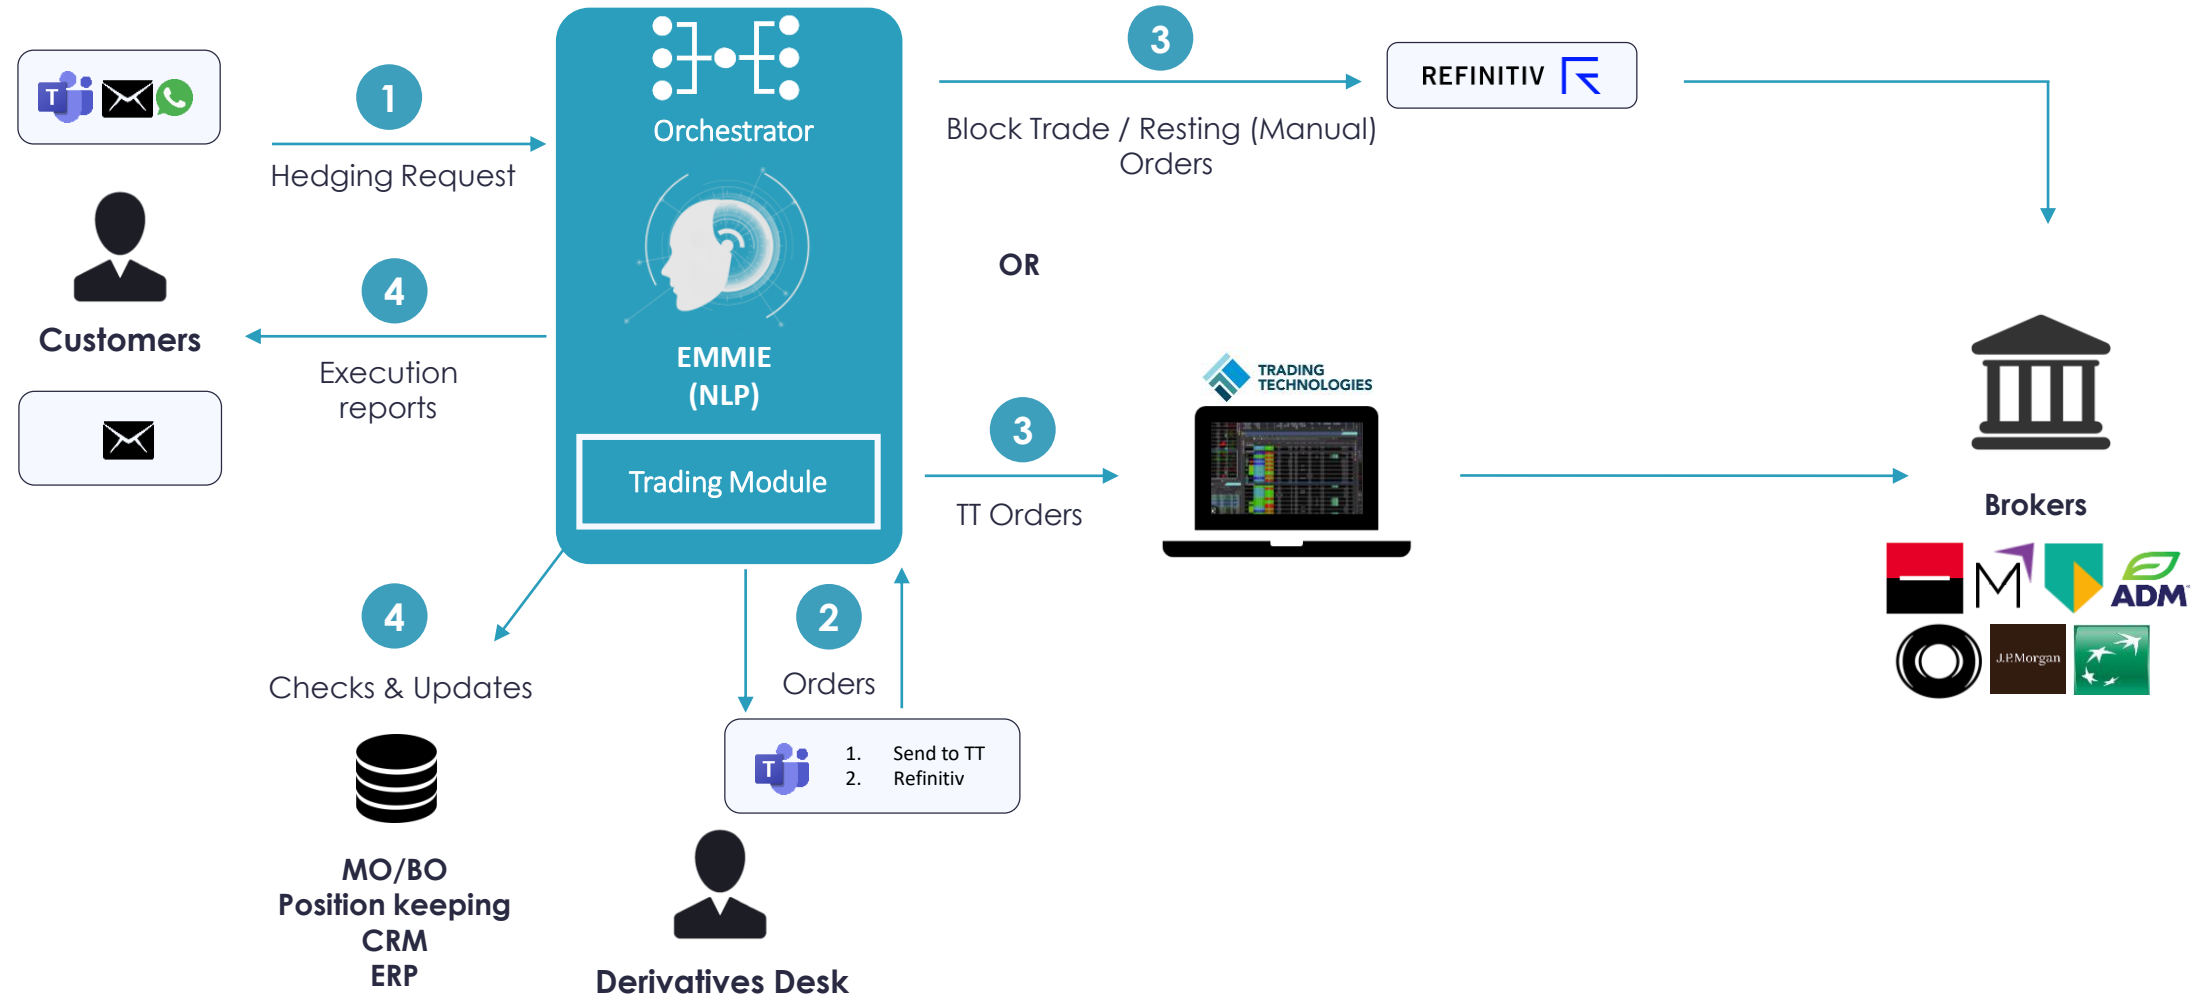 1
Hedging Request
Customers
4
Execution
reports
Orchestrator
EMMIE
(NLP)
Trading Module
3
Block Trade / Resting (Manual)
Orders
REFINITIV
OR
TRADING
TECHNOLOGIES
3
TT Orders
Brokers
M
ADM
J.P.Morgan
4
Checks & Updates
MO/BO
Position keeping
CRM
ERP
2
Orders
T
T
1. Send to TT
2. Refinitiv
Derivatives Desk